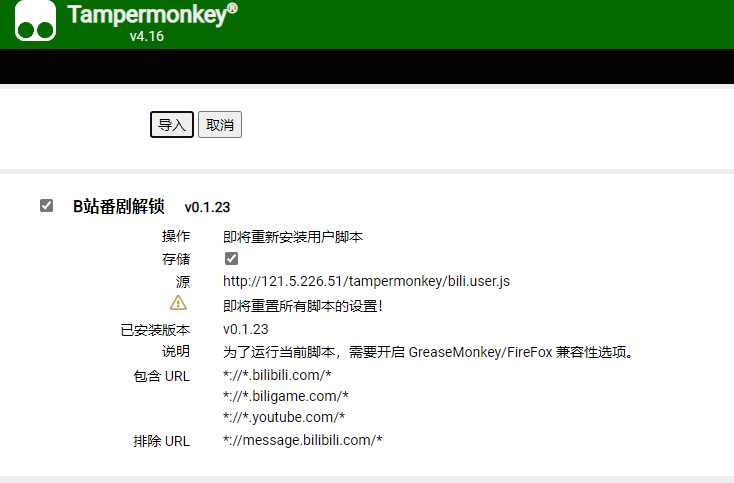 Tampermonkey®
v4.16
导入 取消
B站番剧解锁 v0.1.23
操作 即将重新安装用户脚本
存储
源 http://121.5.226.51/tampermonkey/bili.user.js
即将重置所有脚本的设置!
已安装版本 v0.1.23
说明 为了运行当前脚本，需要开启 GreaseMonkey/FireFox 兼容性选项。
包含 URL *://*.bilibili.com/*
*://*.biligame.com/*
*://*.youtube.com/*
排除 URL *://message.bilibili.com/*